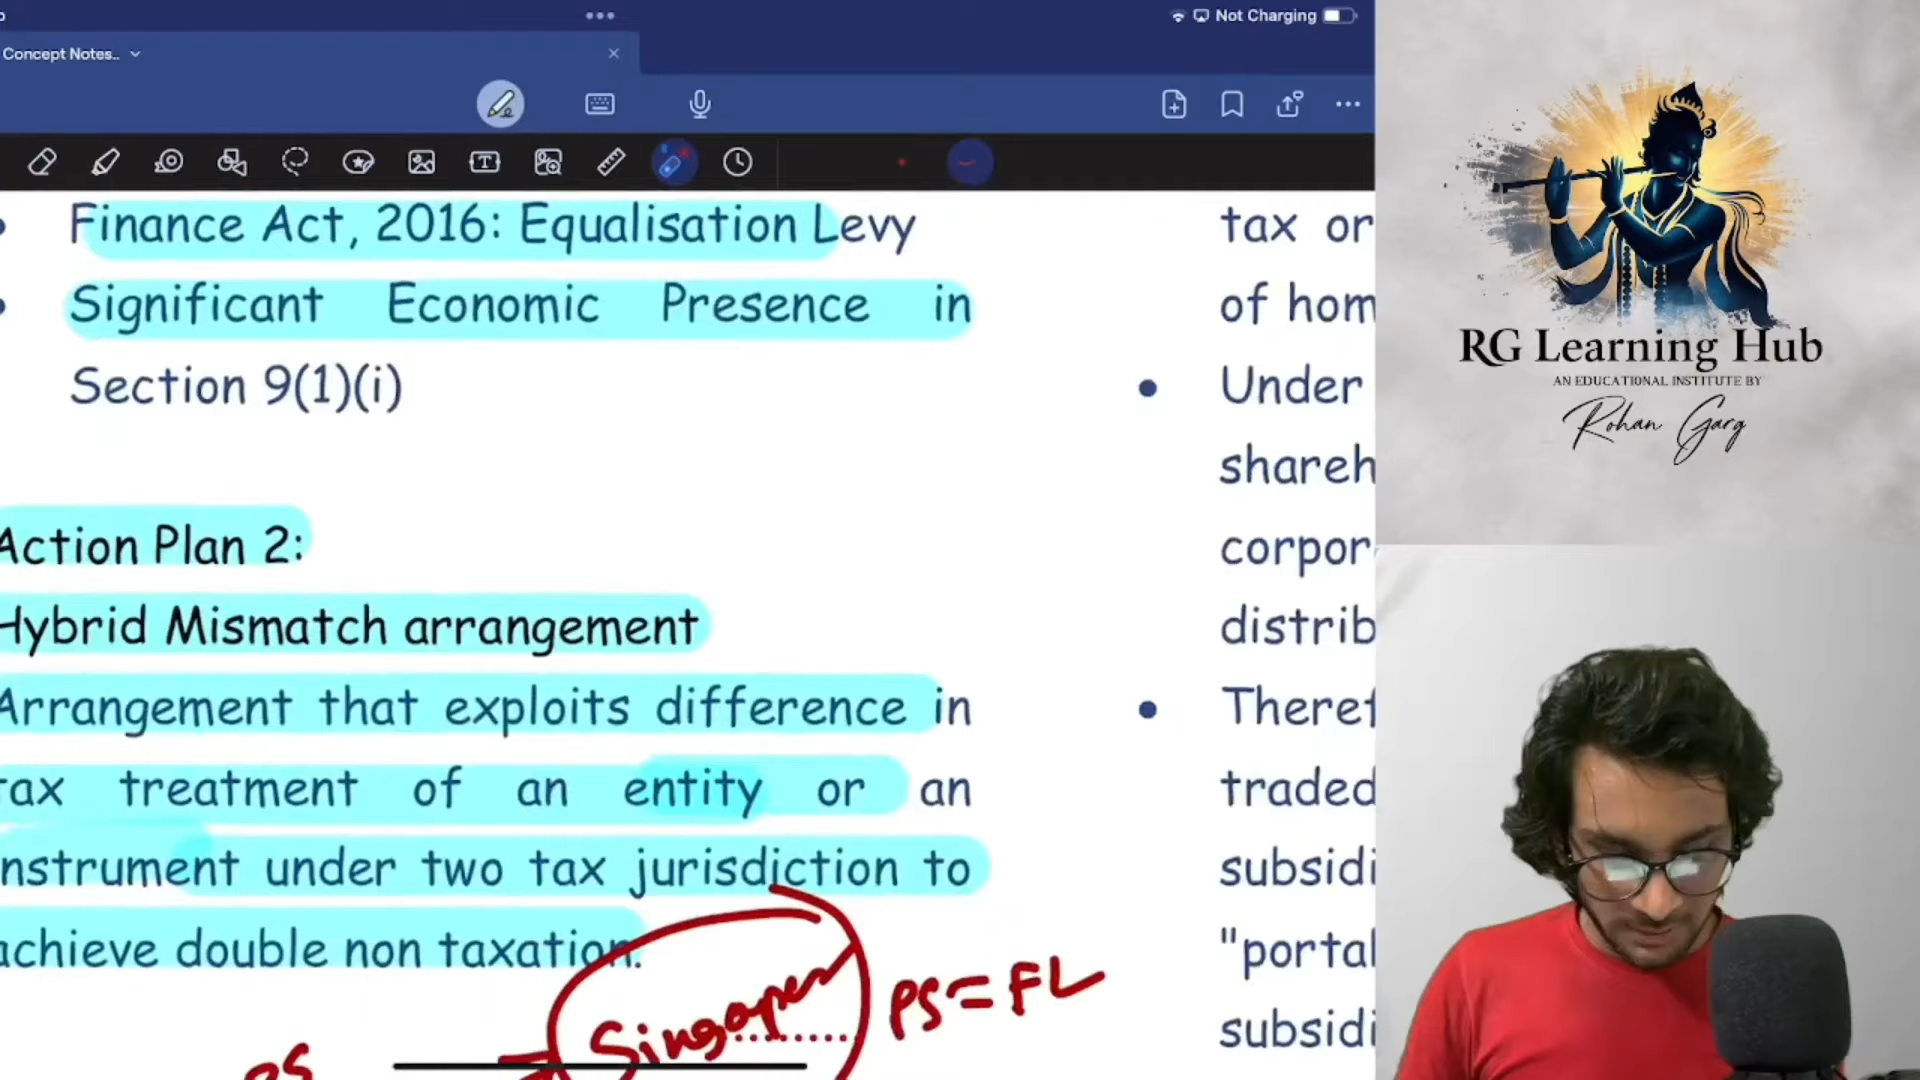 Not Charging
Concept Notes..
Finance Act, 2016: Equalisation Levy
Significant Economic Presence in
Section 9(1)(i)
Action Plan 2:
Hybrid Mismatch arrangement
Arrangement that exploits difference in
tax treatment of an entity or an
instrument under two tax jurisdiction to
achieve double non taxation.
Singapore
PS = FL
PS
tax or
of hom
Under
shareh
corpor
distrib
Theref
traded
subsidi
"portal
subsidi
RG Learning Hub
AN EDUCATIONAL INSTITUTE BY
Rohan Garg